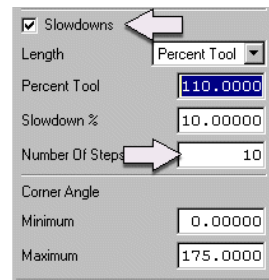 Slowdowns
Length Percent Tool
Percent Tool 110.0000
Slowdown % 10.00000
Number Of Steps 10
Corner Angle
Minimum 0.00000
Maximum 175.0000